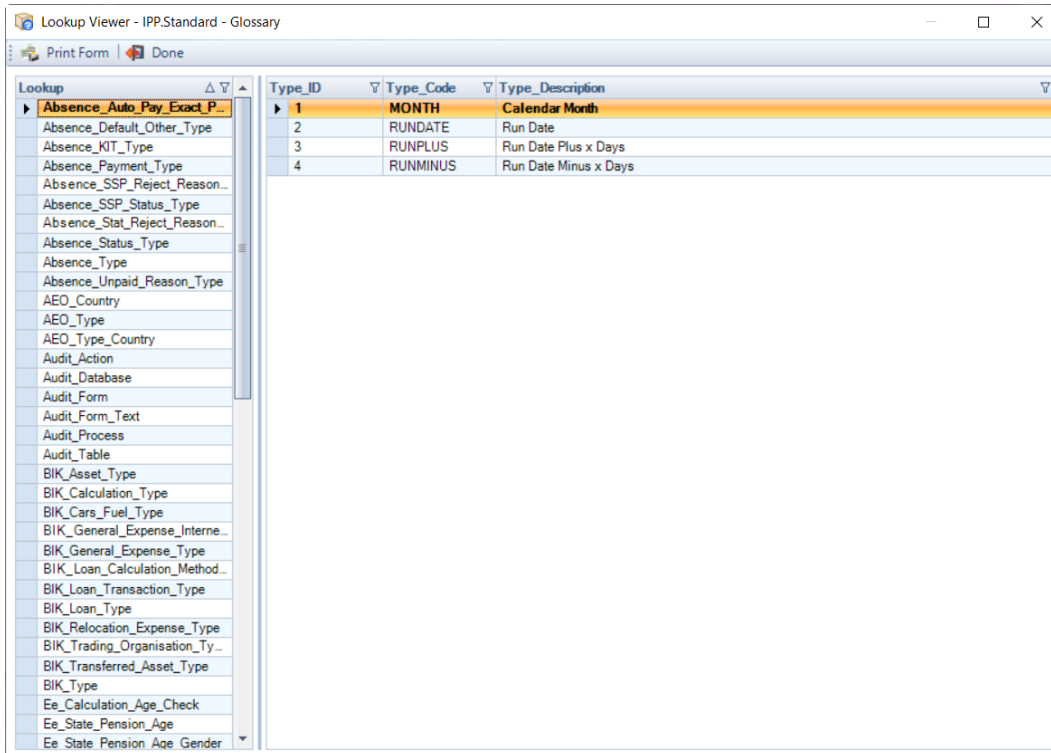 Lookup Viewer - IPP.Standard - Glossary
Print Form Done
Lookup
Absence_Auto_Pay_Exact_P...
Absence_Default_Other_Type
Absence_KIT_Type
Absence_Payment_Type
Absence_SSP_Reject_Reason...
Absence_SSP_Status_Type
Absence_Stat_Reject_Reason...
Absence_Status_Type
Absence_Type
Absence_Unpaid_Reason_Type
AEO_Country
AEO_Type
AEO_Type_Country
Audit_Action
Audit_Database
Audit_Form
Audit_Form_Text
Audit_Process
Audit_Table
BIK_Asset_Type
BIK_Calculation_Type
BIK_Cars_Fuel_Type
BIK_General_Expense_Interne...
BIK_General_Expense_Type
BIK_Loan_Calculation_Method...
BIK_Loan_Transaction_Type
BIK_Loan_Type
BIK_Relocation_Expense_Type
BIK_Trading_Organisation_Ty...
BIK_Transferred_Asset_Type
BIK_Type
Ee_Calculation_Age_Check
Ee_State_Pension_Age
Ee_State_Pension_Age_Gender
Type_ID Type_Code Type_Description
1 MONTH Calendar Month
2 RUNDATE Run Date
3 RUNPLUS Run Date Plus x Days
4 RUNMINUS Run Date Minus x Days